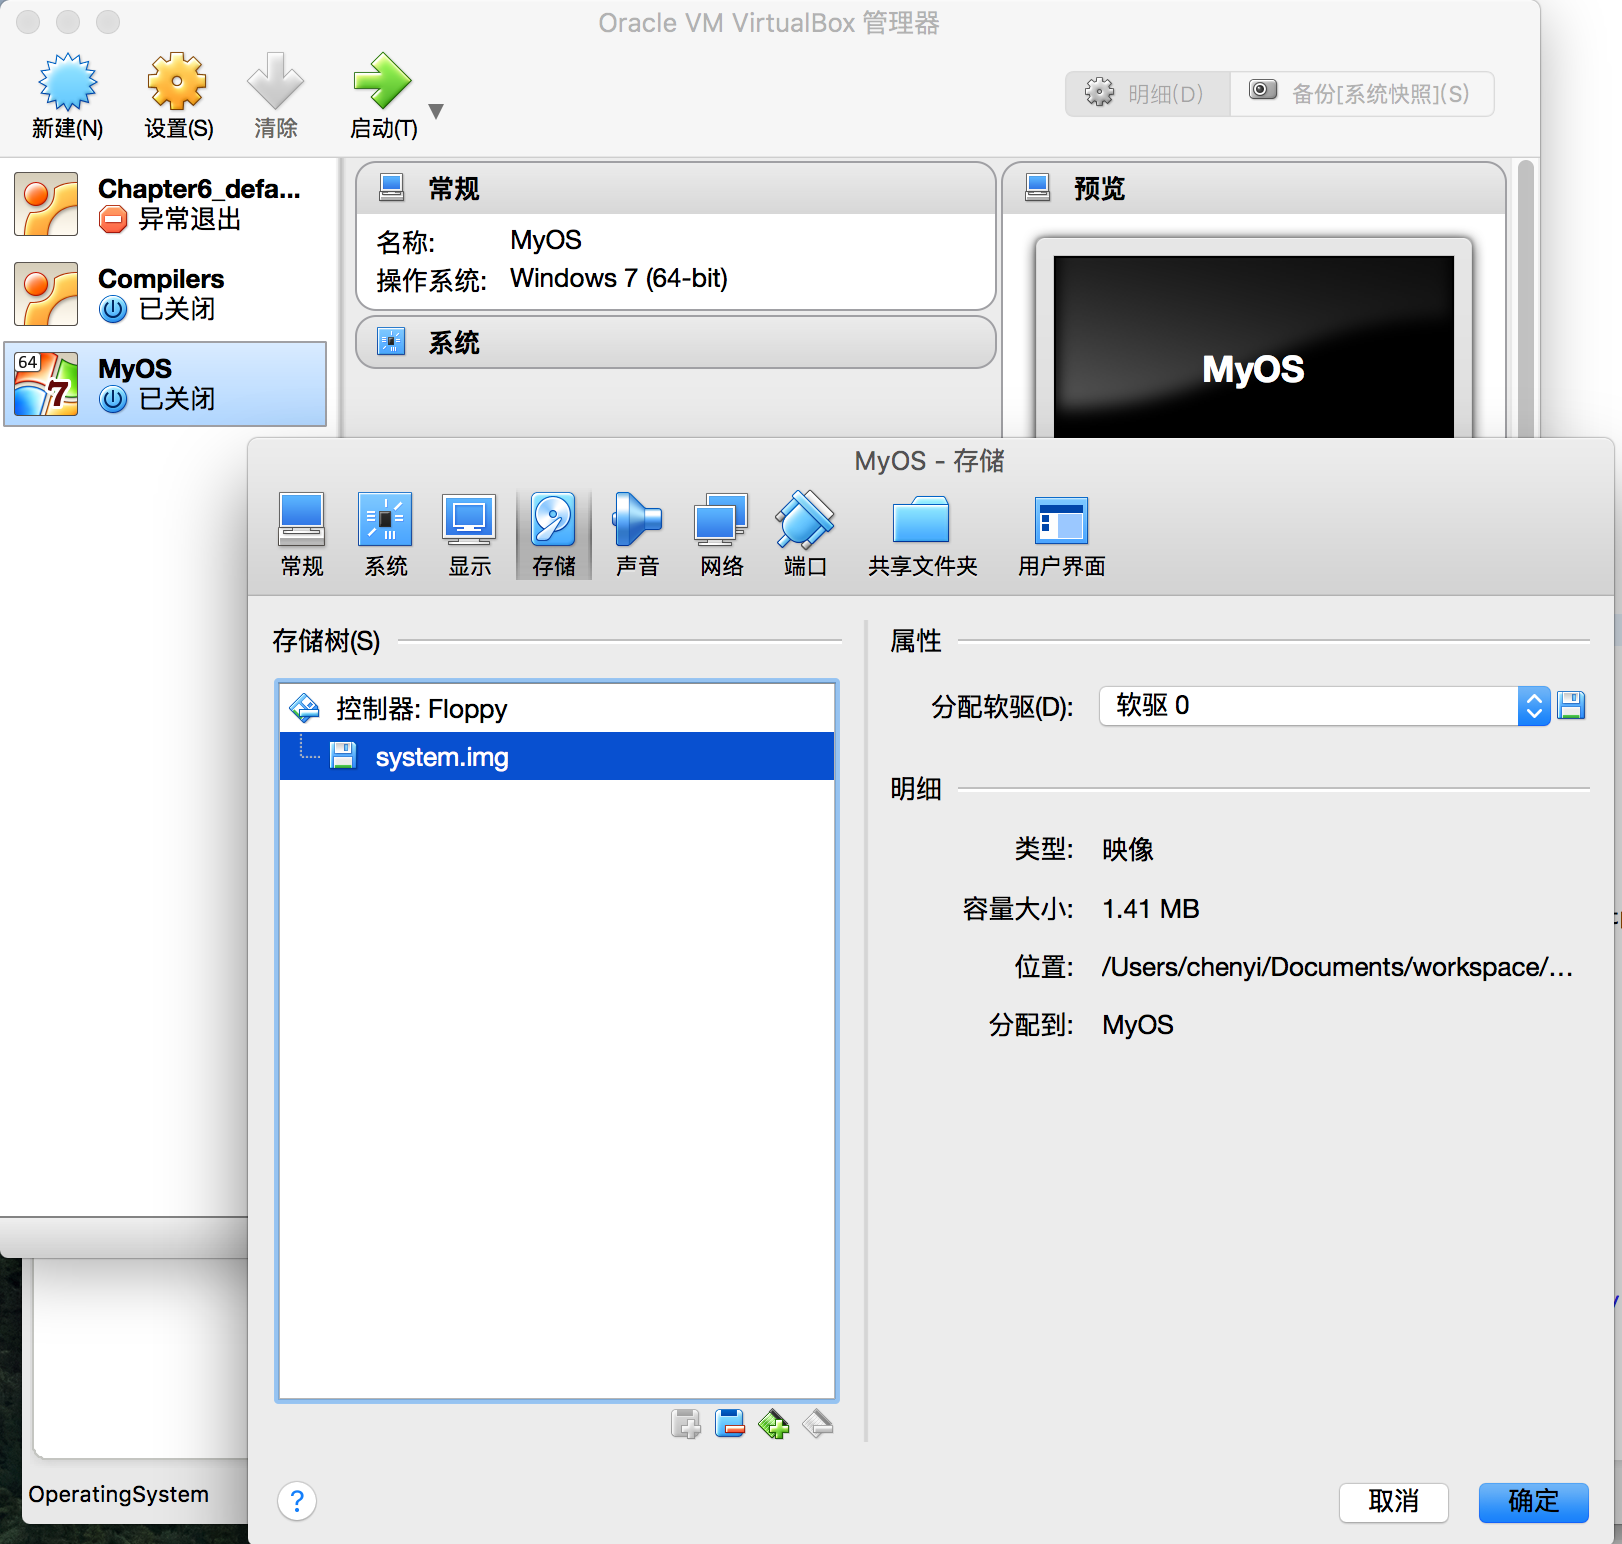 Oracle VM VirtualBox 管理器
新建(N)
设置(S)
清除
启动(T)
明细(D)
备份[系统快照](S)
Chapter6_defa...
异常退出
Compilers
已关闭
64
7
MyOS
已关闭
常规
名称:
MyOS
操作系统:
Windows 7 (64-bit)
系统
预览
MyOS
MyOS - 存储
常规
系统
显示
存储
声音
网络
端口
共享文件夹
用户界面
存储树(S)
控制器: Floppy
system.img
属性
分配软驱(D):
软驱 0
明细
类型:
映像
容量大小:
1.41 MB
位置:
/Users/chenyi/Documents/workspace/...
分配到:
MyOS
OperatingSystem
?
取消
确定